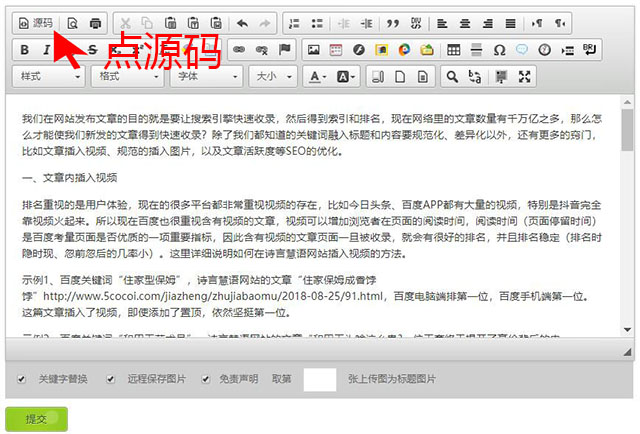 源码
点源码
B I S
样式 格式 字体 大小 A A
我们在网站发布文章的目的就是要让搜索引擎快速收录，然后得到索引和排名，现在网络里的文章数量有千万亿之多，那么怎
么才能使我们新发的文章得到快速收录？除了我们都知道的关键词融入标题和内容要规范化、差异化以外，还有更多的窍门，
比如文章插入视频、规范的插入图片，以及文章活跃度等SEO的优化。
一、文章内插入视频
排名重视的是用户体验，现在的很多平台都非常重视视频的存在，比如今日头条、百度APP都有大量的视频，特别是抖音完全
靠视频火起来。所以现在百度也很重视含有视频的文章，视频可以增加浏览者在页面的阅读时间，阅读时间（页面停留时间）
是百度考量页面是否优质的一项重要指标，因此含有视频的文章页面一旦被收录，就会有很好的排名，并且排名稳定（排名时
隐时现、忽前忽后的几率小）。这里详细说明如何在诗言慧语网站插入视频的方法。
示例1、百度关键词“住家型保姆”，诗言慧语网站的文章“住家保姆成香饽
饽”http://www.5cocoi.com/jiazheng/zhujiabaomu/2018-08-25/91.html，百度电脑端排第一位，百度手机端第一位。
这篇文章插入了视频，即使添加了置顶，依然坚挺第一位。
关键字替换 远程保存图片 免责声明 取第 张上传图为标题图片
提交